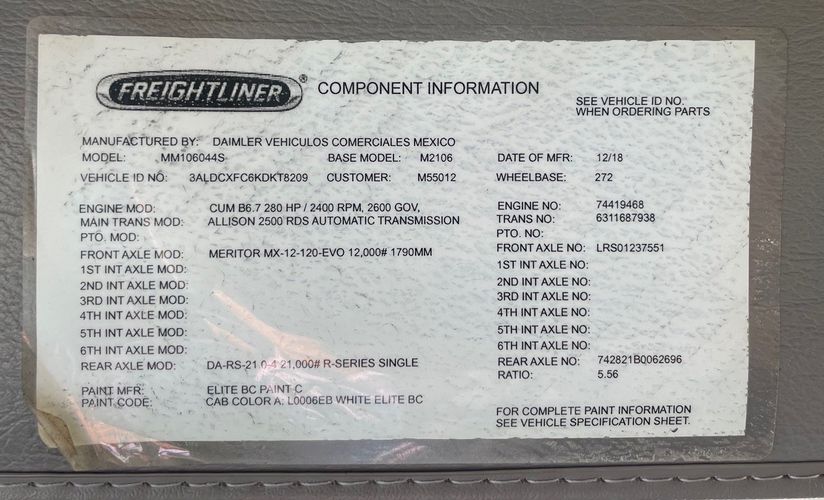 FREIGHTLINER® COMPONENT INFORMATION
SEE VEHICLE ID NO.
WHEN ORDERING PARTS
MANUFACTURED BY: DAIMLER VEHICULOS COMERCIALES MEXICO
MODEL: MM106044S BASE MODEL: M2106 DATE OF MFR: 12/18
VEHICLE ID NO: 3ALDCXFC6KDKT8209 CUSTOMER: M55012 WHEELBASE: 272
ENGINE MOD: CUM B6.7 280 HP / 2400 RPM, 2600 GOV, ENGINE NO: 74419468
MAIN TRANS MOD: ALLISON 2500 RDS AUTOMATIC TRANSMISSION TRANS NO: 6311687938
PTO. MOD: PTO. NO:
FRONT AXLE MOD: MERITOR MX-12-120-EVO 12,000# 1790MM FRONT AXLE NO: LRS01237551
1ST INT AXLE MOD: 1ST INT AXLE NO:
2ND INT AXLE MOD: 2ND INT AXLE NO:
3RD INT AXLE MOD: 3RD INT AXLE NO:
4TH INT AXLE MOD: 4TH INT AXLE NO:
5TH INT AXLE MOD: 5TH INT AXLE NO:
6TH INT AXLE MOD: 6TH INT AXLE NO:
REAR AXLE MOD: DA-RS-21.0-4 21,000# R-SERIES SINGLE REAR AXLE NO: 742821B0062696
RATIO: 5.56
PAINT MFR: ELITE BC PAINT C
PAINT CODE: CAB COLOR A: L0006EB WHITE ELITE BC
FOR COMPLETE PAINT INFORMATION
SEE VEHICLE SPECIFICATION SHEET.